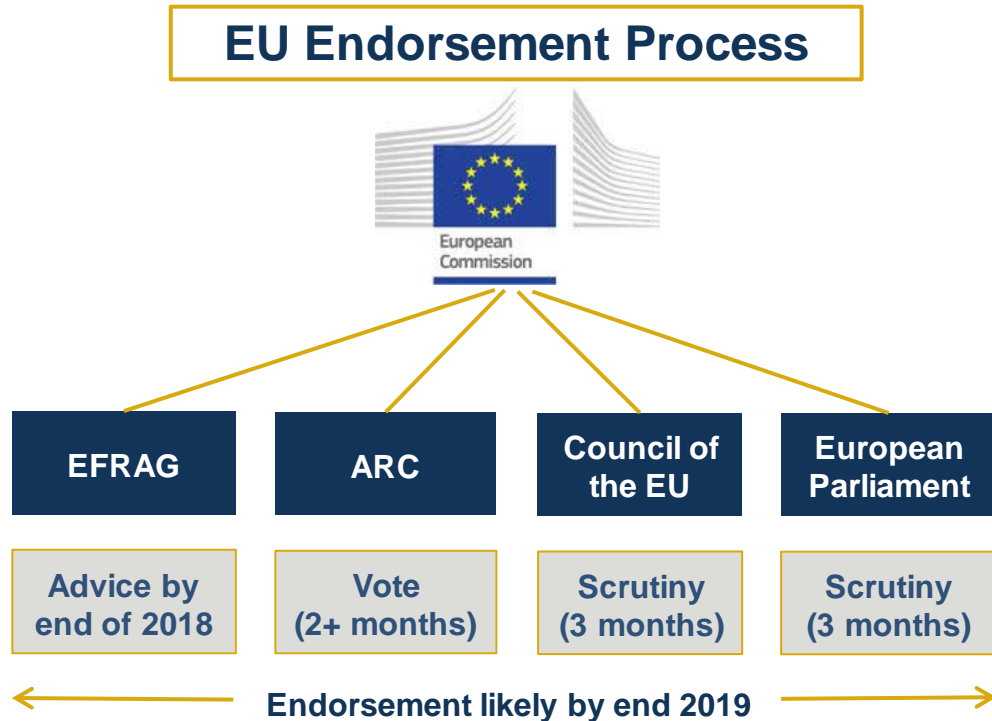 EU Endorsement Process
European
Commission
EFRAG
ARC
Council of
the EU
European
Parliament
Advice by
end of 2018
Vote
(2+ months)
Scrutiny
(3 months)
Scrutiny
(3 months)
Endorsement likely by end 2019